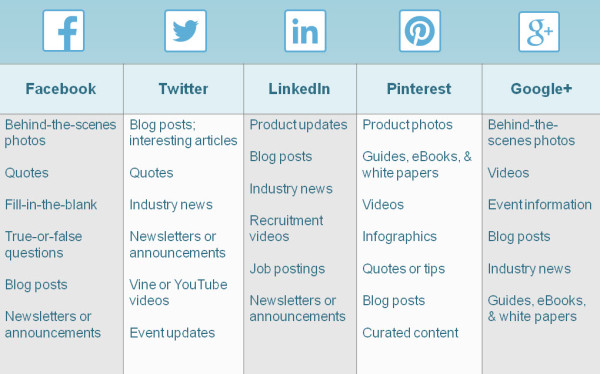 f
in
g+
Facebook
Twitter
LinkedIn
Pinterest
Google+
Behind-the-scenes
photos
Quotes
Fill-in-the-blank
True-or-false
questions
Blog posts
Newsletters or
announcements
Blog posts;
interesting articles
Quotes
Industry news
Newsletters or
announcements
Vine or YouTube
videos
Event updates
Product updates
Blog posts
Industry news
Recruitment
videos
Job postings
Newsletters or
announcements
Product photos
Guides, eBooks, &
white papers
Videos
Infographics
Quotes or tips
Blog posts
Curated content
Behind-the-
scenes photos
Videos
Event information
Blog posts
Industry news
Guides, eBooks,
& white papers